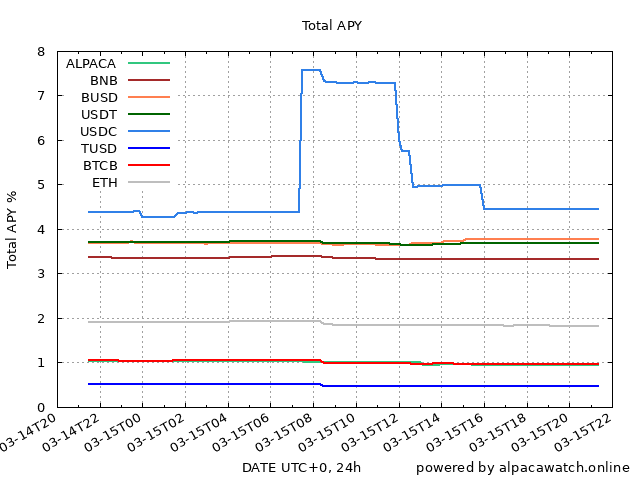 Total APY
8
7
6
5
4
3
2
1
0
Total APY %
ALPACA
BNB
BUSD
USDT
USDC
TUSD
BTCB
ETH
03-14T20
03-14T22
03-15T00
03-15T02
03-15T04
03-15T06
03-15T08
03-15T10
03-15T12
03-15T14
03-15T16
03-15T18
03-15T20
03-15T22
DATE UTC+0, 24h
powered by alpacawatch.online